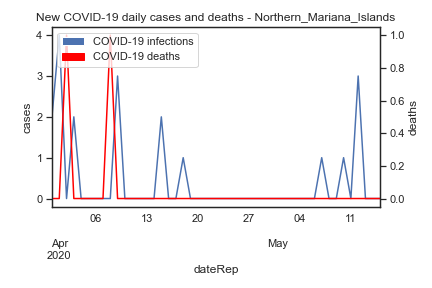 New COVID-19 daily cases and deaths - Northern_Mariana_Islands
COVID-19 infections
COVID-19 deaths
4
3
2
1
0
cases
1.0
0.8
0.6
0.4
0.2
0.0
deaths
06 13 20 27 04 11
Apr May
2020
dateRep